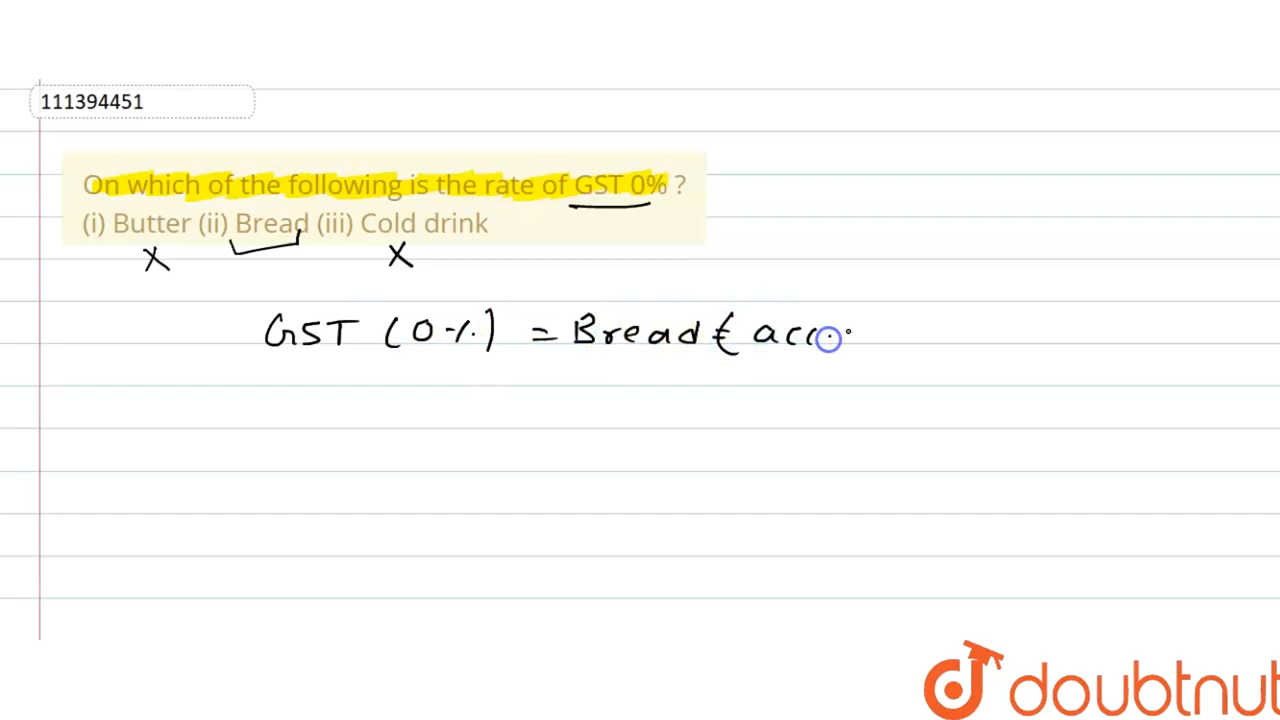 111394451
On which of the following is the rate of GST 0% ?
(i) Butter (ii) Bread (iii) Cold drink
x x
GST (0%) = Bread { acc
doubtnut